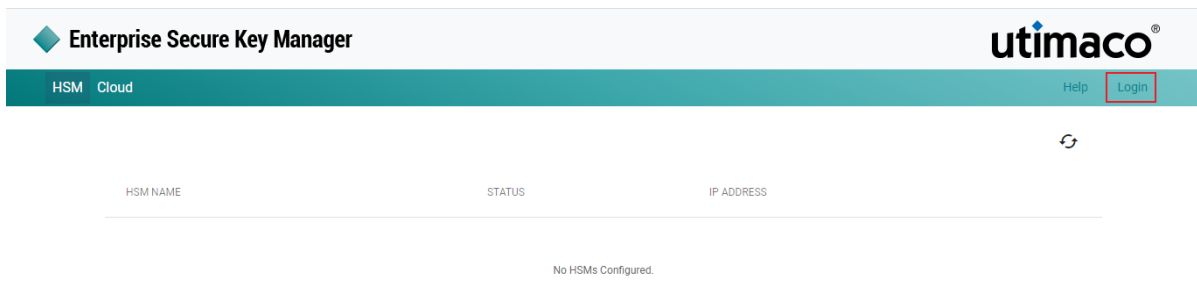 Enterprise Secure Key Manager
utimaco®
HSM Cloud Help Login
HSM NAME STATUS IP ADDRESS
No HSMs Configured.